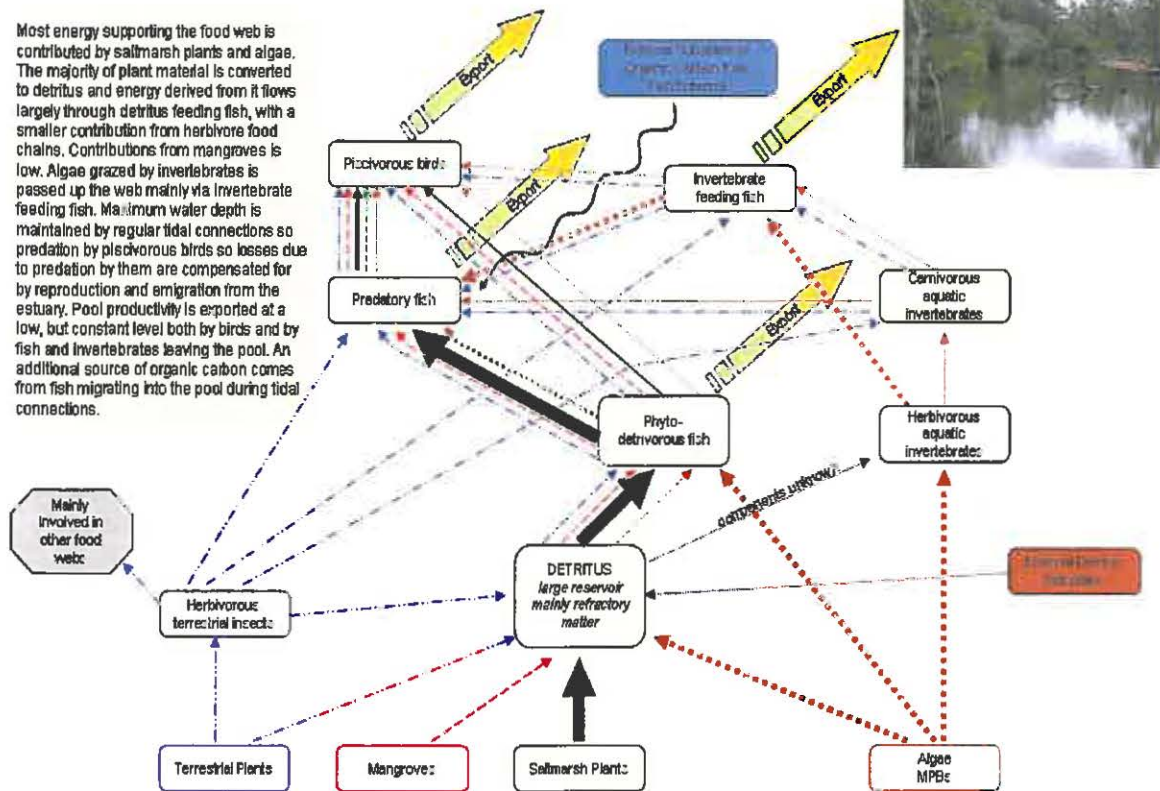 Most energy supporting the food web is
contributed by saltmarsh plants and algae.
The majority of plant material is converted
to detritus and energy derived from it flows
largely through detritus feeding fish, with a
smaller contribution from herbivore food
chains. Contributions from mangroves is
low. Algae grazed by invertebrates is
passed up the web mainly via invertebrate
feeding fish. Maximum water depth is
maintained by regular tidal connections so
predation by piscivorous birds so losses due
to predation by them are compensated for
by reproduction and emigration from the
estuary. Pool productivity is exported at a
low, but constant level both by birds and by
fish and invertebrates leaving the pool. An
additional source of organic carbon comes
from fish migrating into the pool during tidal
connections.
Export
Export
Export
Export
Piscivorous birds
Invertebrate
feeding fish
Predatory fish
Carnivorous
aquatic
invertebrates
Phyto-
detrivorous fish
Herbivorous
aquatic
invertebrates
components unknow
Mainly
involved in
other food
webs
DETRITUS
large reservoir
mainly refractory
matter
Herbivorous
terrestrial insects
Terrestrial Plants
Mangroves
Saltmarsh Plants
Algae
MPBs